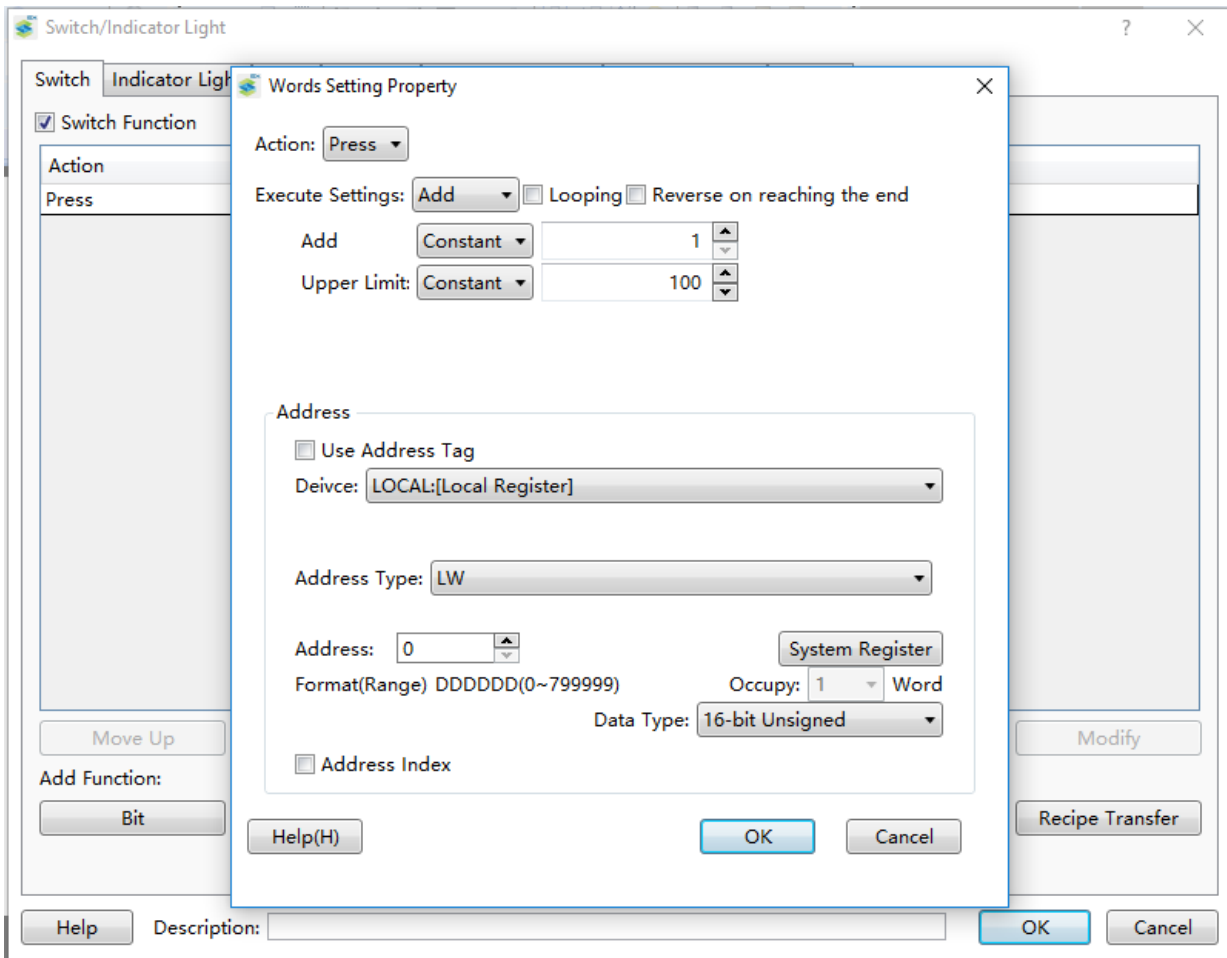 Switch/Indicator Light
?
Switch
Indicator Ligh
Words Setting Property
Switch Function
Action: Press
Action
Execute Settings: Add Looping Reverse on reaching the end
Press
Add Constant 1
Upper Limit: Constant 100
Address
Use Address Tag
Deivce: LOCAL:[Local Register]
Address Type: LW
Address: 0 System Register
Format(Range) DDDDDD(0~799999) Occupy: 1 Word
Data Type: 16-bit Unsigned
Move Up
Modify
Address Index
Add Function:
Bit
Recipe Transfer
Help(H) OK Cancel
Help Description: OK Cancel